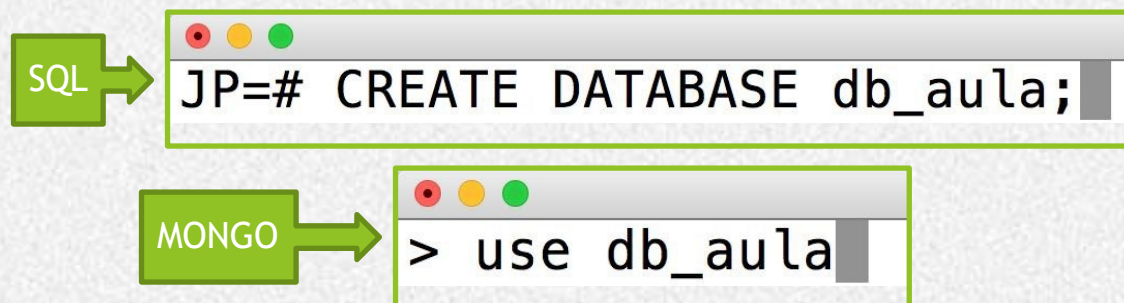 SQL
JP=# CREATE DATABASE db_aula;
MONGO
> use db_aula